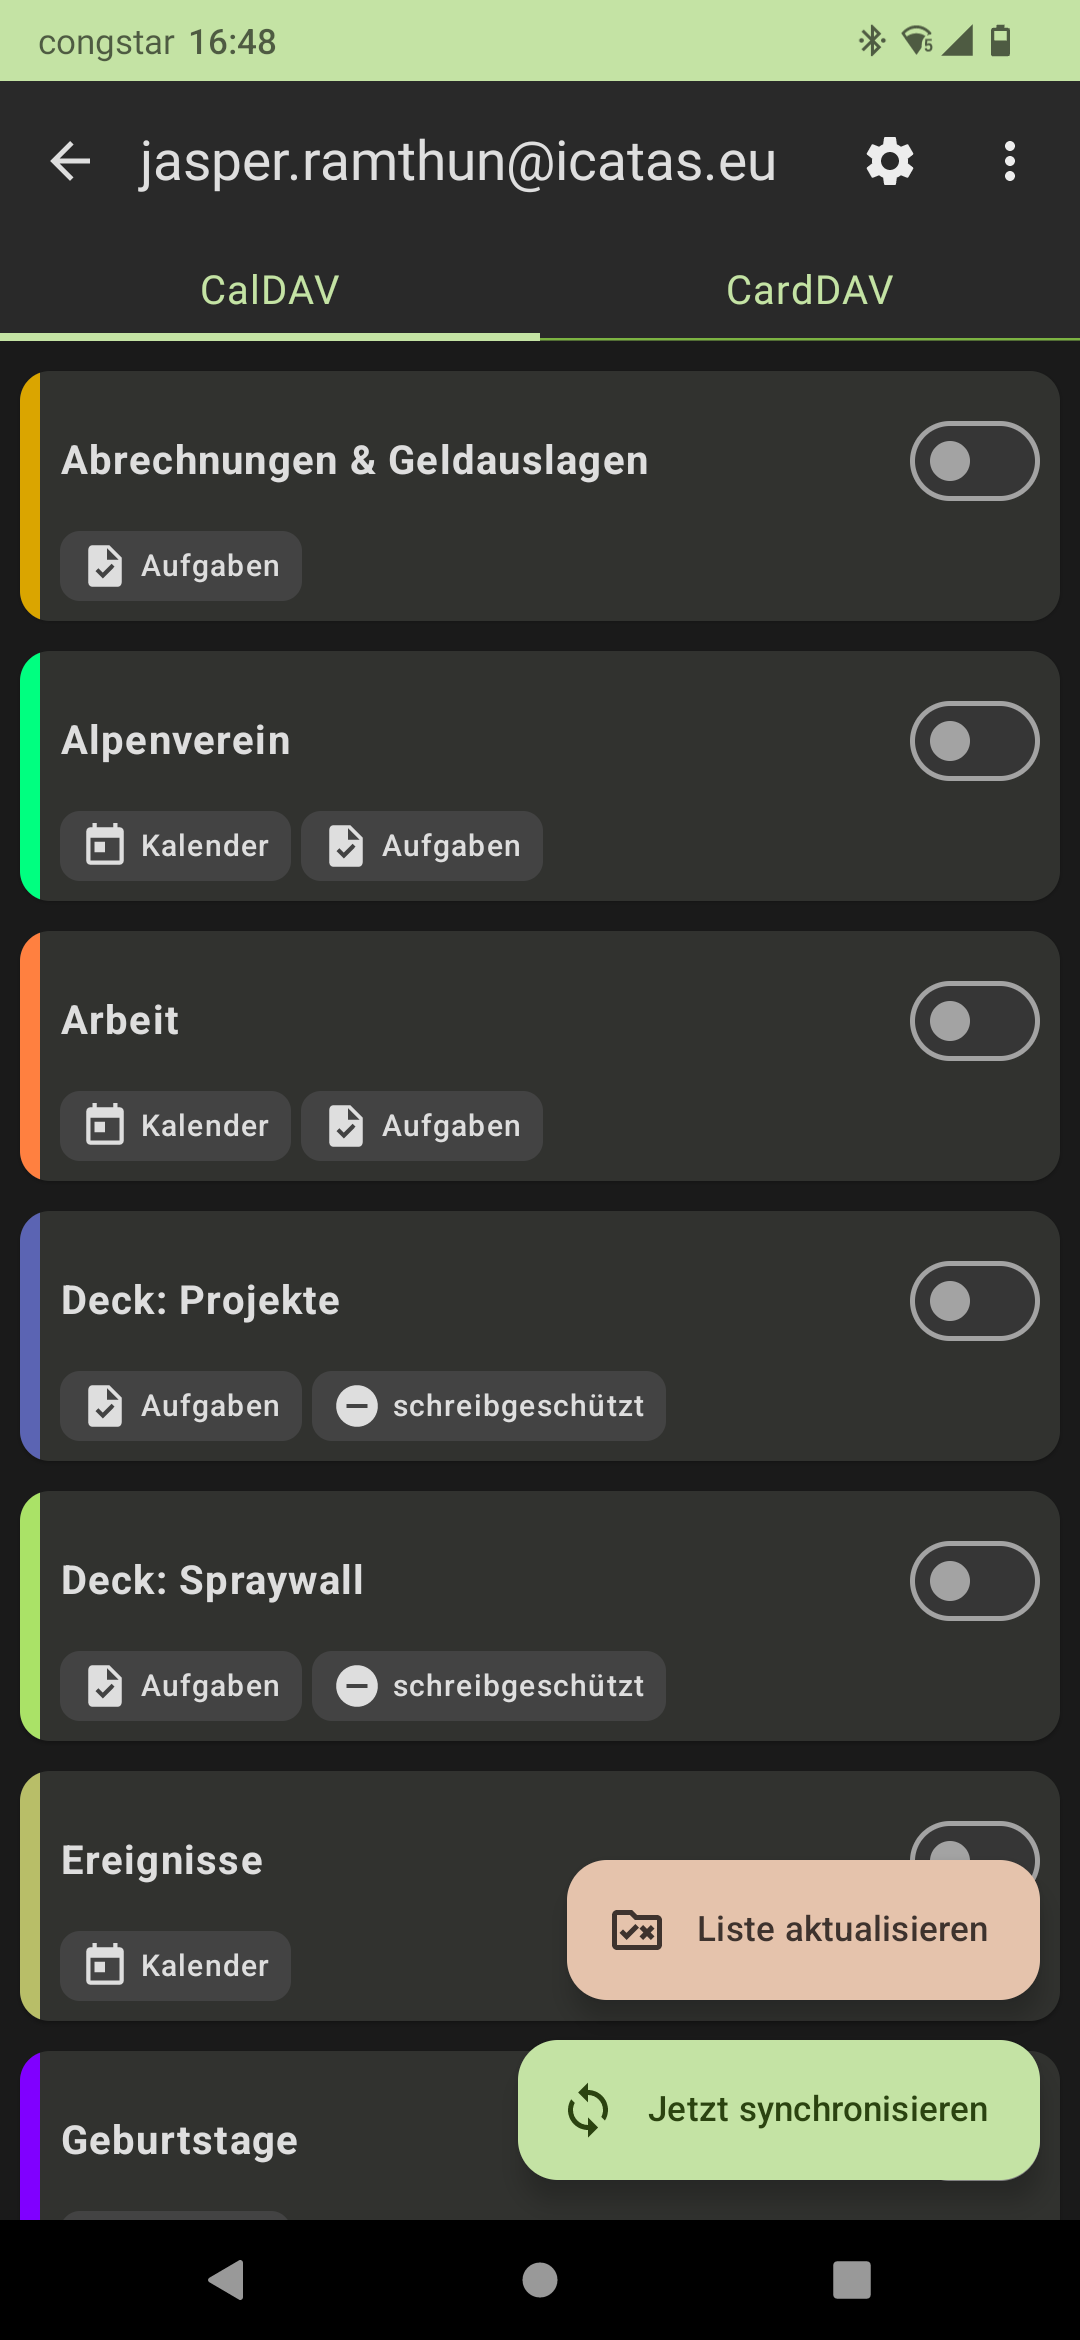 congstar 16:48
jasper.ramthun@icatas.eu
CalDAV CardDAV
Abrechnungen & Geldauslagen
Aufgaben
Alpenverein
Kalender Aufgaben
Arbeit
Kalender Aufgaben
Deck: Projekte
Aufgaben schreibgeschützt
Deck: Spraywall
Aufgaben schreibgeschützt
Ereignisse
Liste aktualisieren
Kalender
Jetzt synchronisieren
Geburtstage